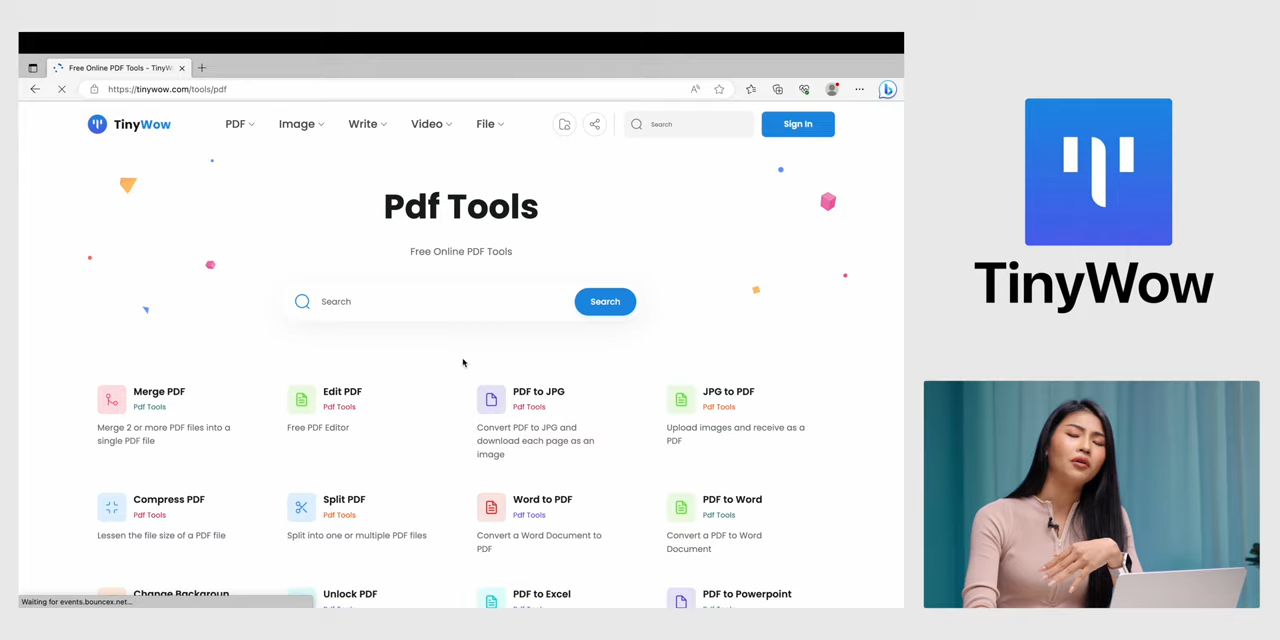 Free Online PDF Tools - TinyW
https://tinywow.com/tools/pdf
TinyWow
PDF
Image
Write
Video
File
Search
Sign In
Pdf Tools
Free Online PDF Tools
Search
Search
Merge PDF
Pdf Tools
Merge 2 or more PDF files into a
single PDF file
Edit PDF
Pdf Tools
Free PDF Editor
PDF to JPG
Pdf Tools
Convert PDF to JPG and
download each page as an
image
JPG to PDF
Pdf Tools
Upload images and receive as a
PDF
Compress PDF
Pdf Tools
Lessen the file size of a PDF file
Split PDF
Pdf Tools
Split into one or multiple PDF files
Word to PDF
Pdf Tools
Convert a Word Document to
PDF
PDF to Word
Pdf Tools
Convert a PDF to Word
Document
Change Backgroun
Unlock PDF
PDF to Excel
PDF to Powerpoint
Waiting for events.bouncex.net...
TinyWow